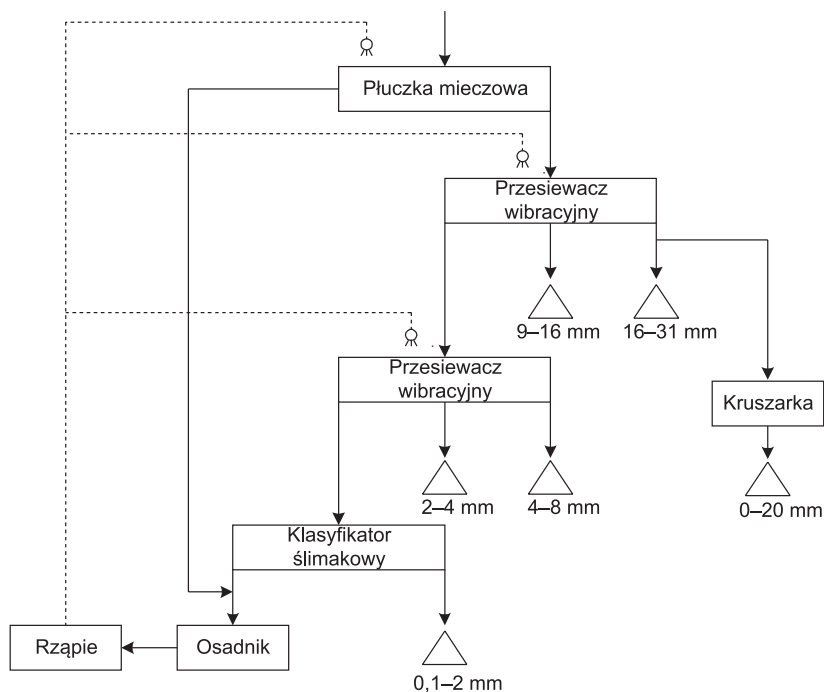 Płuczka mieczowa
Przesiewacz
wibracyjny
9–16 mm
16–31 mm
Przesiewacz
wibracyjny
Kruszarka
2–4 mm
4–8 mm
0–20 mm
Klasyfikator
ślimakowy
Rząpie
Osadnik
0,1–2 mm